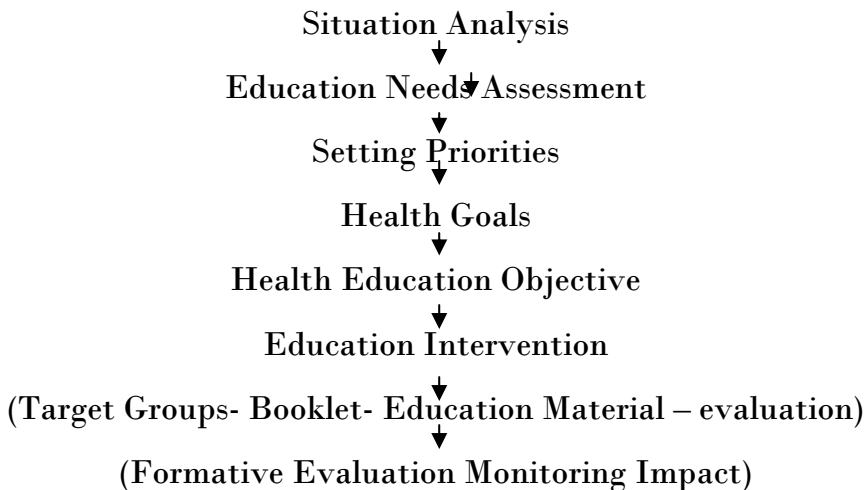 Situation Analysis
Education Needs Assessment
Setting Priorities
Health Goals
Health Education Objective
Education Intervention
(Target Groups- Booklet- Education Material – evaluation)
(Formative Evaluation Monitoring Impact)